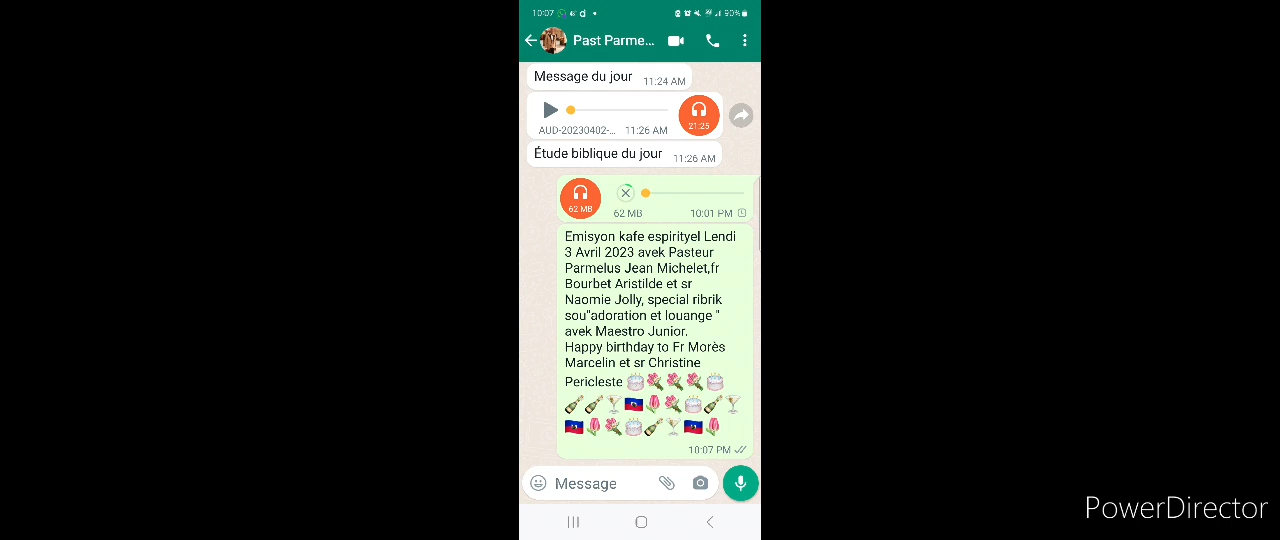 10:07 90%
Past Parme...
Message du jour 11:24 AM
21:25
AUD-20230402-... 11:26 AM
Étude biblique du jour 11:26 AM
62 MB
62 MB 10:01 PM
Emisyon kafe espirityel Lendi
3 Avril 2023 avek Pasteur
Parmelus Jean Michelet,fr
Bourbet Aristilde et sr
Naomie Jolly, special ribrik
sou"adoration et louange "
avek Maestro Junior.
Happy birthday to Fr Morès
Marcelin et sr Christine
Pericleste 🎂💐💐💐🎂
🍾🍾🍸🇭🇹🌷💐🎂🍾🍸
🇭🇹🌷💐🎂🍾🍸🇭🇹🌷
10:07 PM
Message
PowerDirector